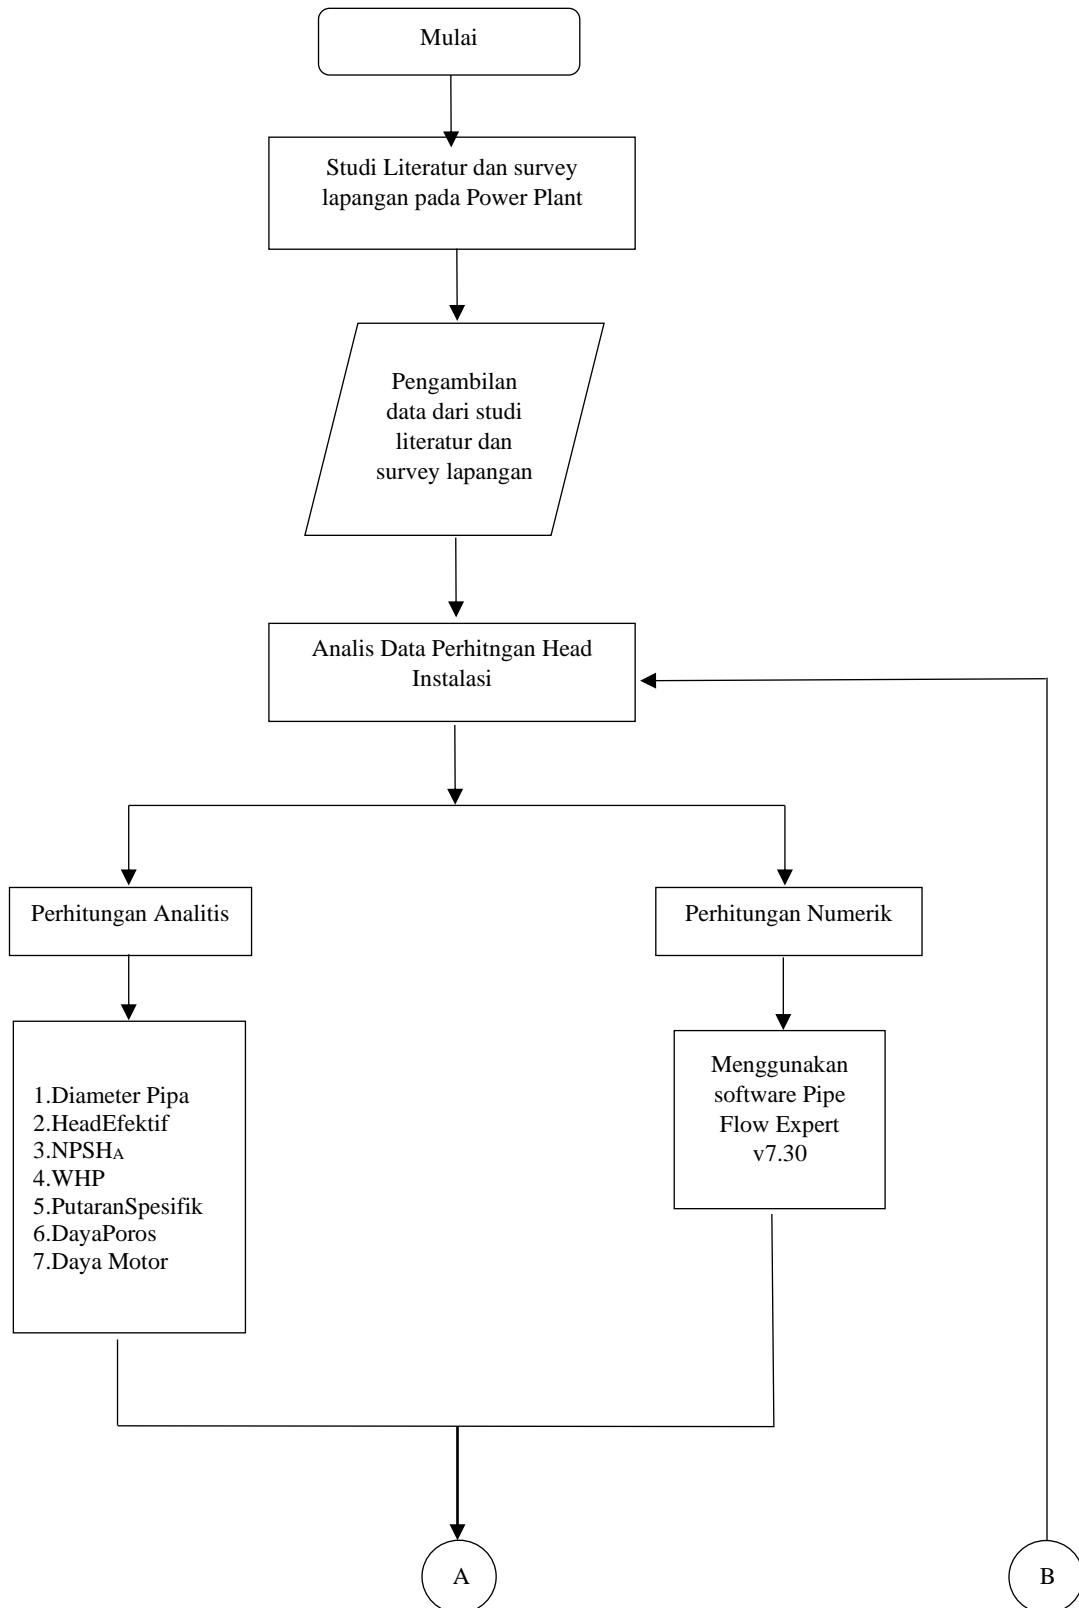 Mulai
Studi Literatur dan survey
lapangan pada Power Plant
Pengambilan
data dari studi
literatur dan
survey lapangan
Analis Data Perhitngan Head
Instalasi
Perhitungan Analitis
Perhitungan Numerik
1.Diameter Pipa
2.HeadEfektif
3.NPSHA
4.WHP
5.PutaranSpesifik
6.DayaPoros
7.Daya Motor
Menggunakan
software Pipe
Flow Expert
v7.30
A
B